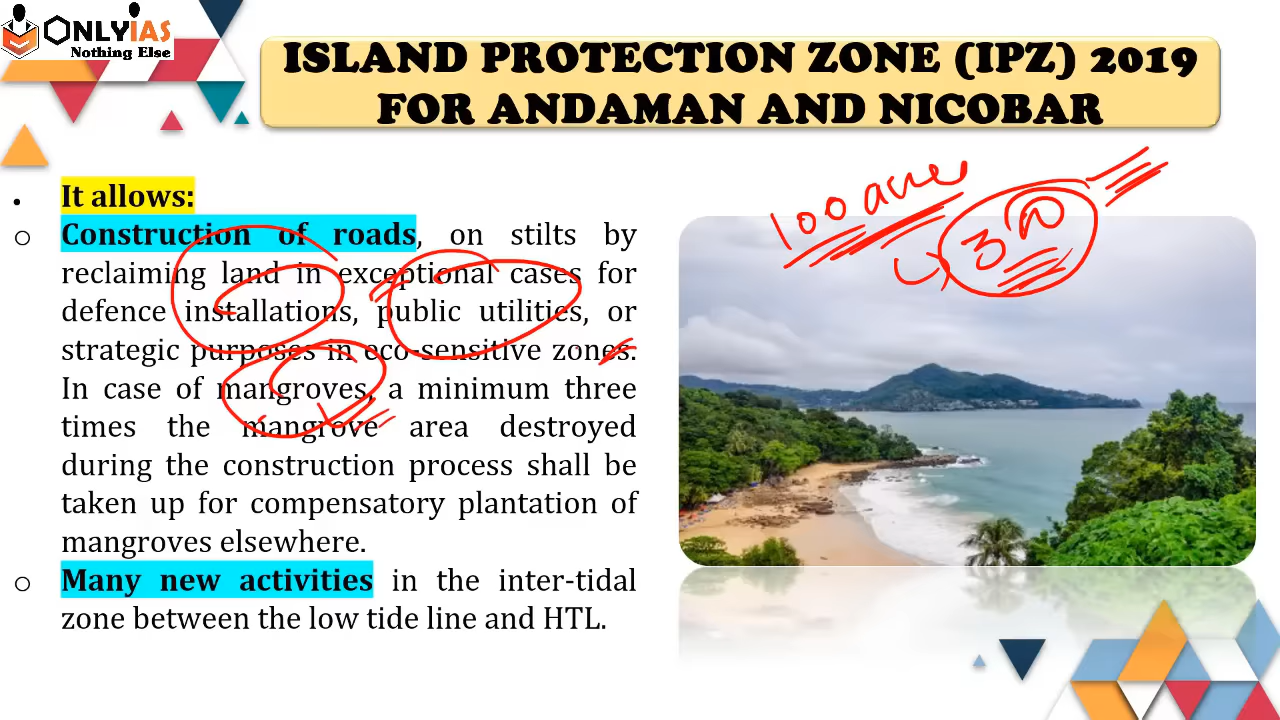 ONLYIAS
Nothing Else
ISLAND PROTECTION ZONE (IPZ) 2019
FOR ANDAMAN AND NICOBAR
• It allows:
o Construction of roads, on stilts by
reclaiming land in exceptional cases for
defence installations, public utilities, or
strategic purposes in eco-sensitive zones.
In case of mangroves, a minimum three
times the mangrove area destroyed
during the construction process shall be
taken up for compensatory plantation of
mangroves elsewhere.
o Many new activities in the inter-tidal
zone between the low tide line and HTL.
100 acre